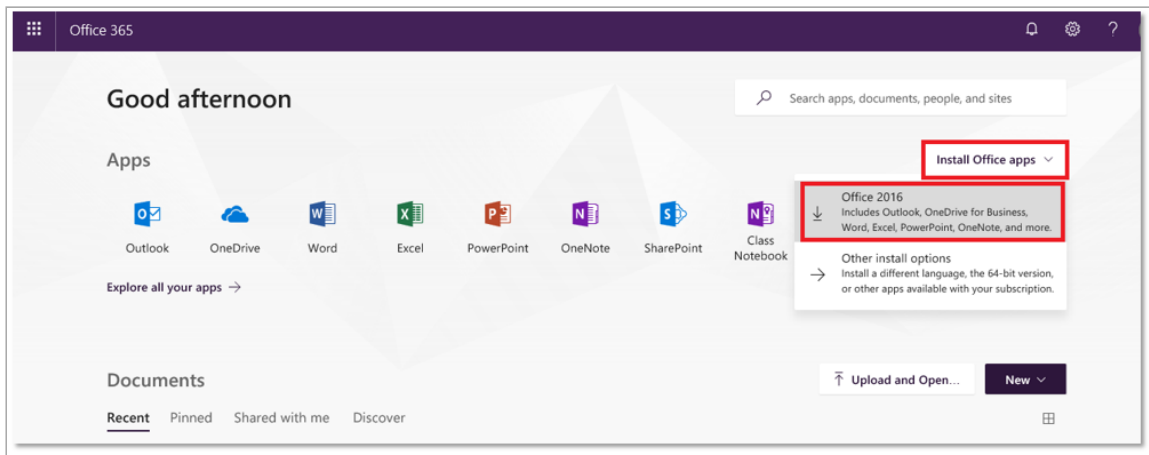 Office 365
?
Good afternoon
Search apps, documents, people, and sites
Apps
Install Office apps
Office 2016
Includes Outlook, OneDrive for Business,
Word, Excel, PowerPoint, OneNote, and more.
Outlook
OneDrive
Word
Excel
PowerPoint
OneNote
SharePoint
Class
Notebook
Other install options
Install a different language, the 64-bit version,
or other apps available with your subscription.
Explore all your apps →
Documents
Upload and Open...
New
Recent
Pinned
Shared with me
Discover